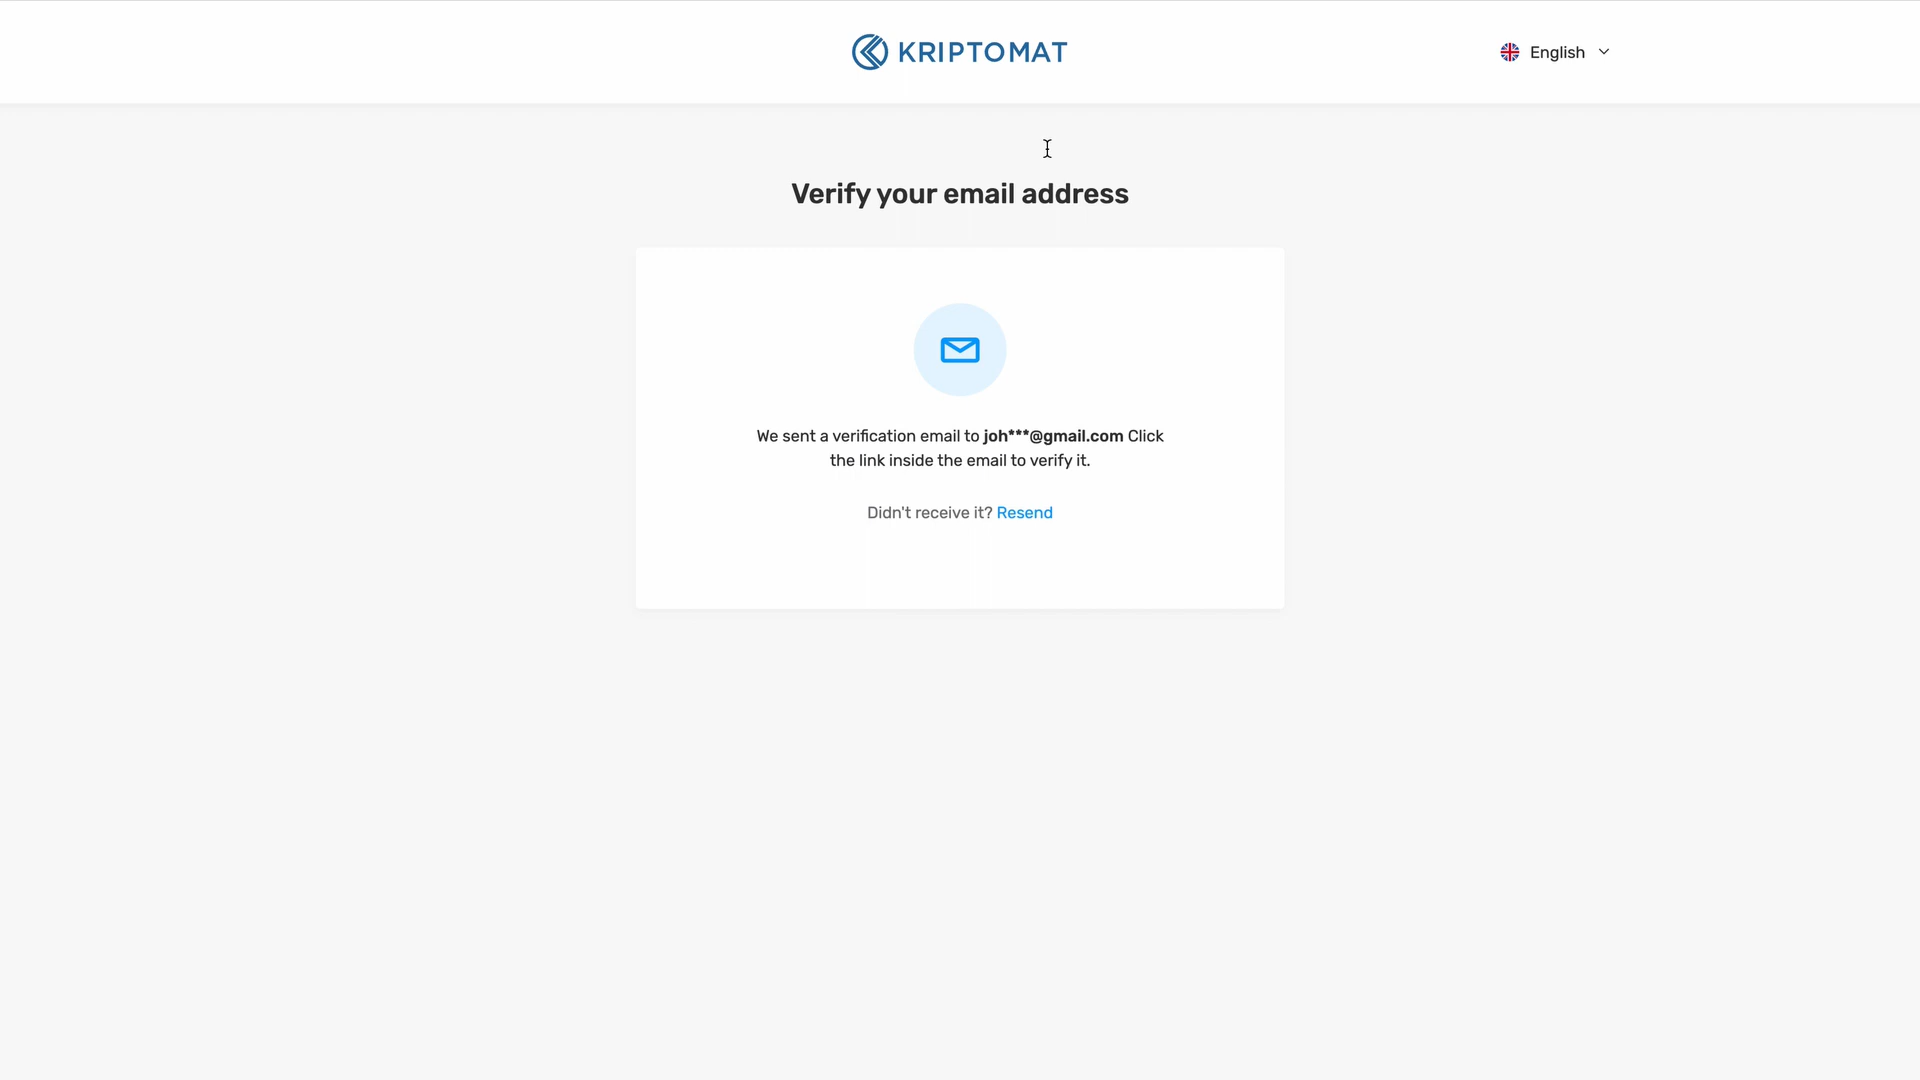 KRIPTOMAT
English
Verify your email address
We sent a verification email to joh***@gmail.com Click
the link inside the email to verify it.
Didn't receive it? Resend